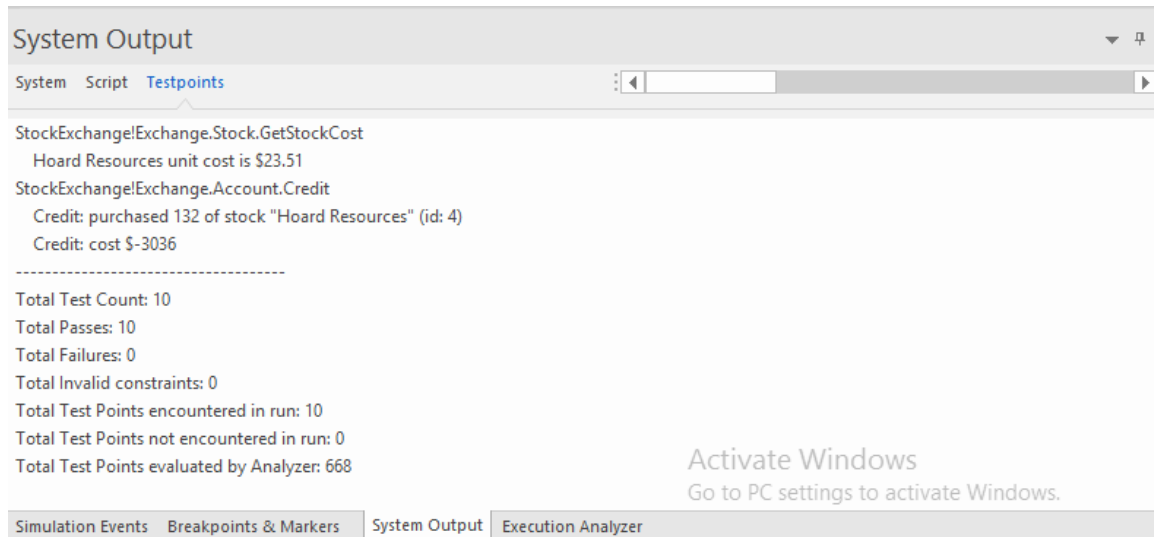 System Output
System Script Testpoints
StockExchange!Exchange.Stock.GetStockCost
Hoard Resources unit cost is $23.51
StockExchange!Exchange.Account.Credit
Credit: purchased 132 of stock "Hoard Resources" (id: 4)
Credit: cost $-3036
-------------------------------------
Total Test Count: 10
Total Passes: 10
Total Failures: 0
Total Invalid constraints: 0
Total Test Points encountered in run: 10
Total Test Points not encountered in run: 0
Total Test Points evaluated by Analyzer: 668
Activate Windows
Go to PC settings to activate Windows.
Simulation Events Breakpoints & Markers System Output Execution Analyzer